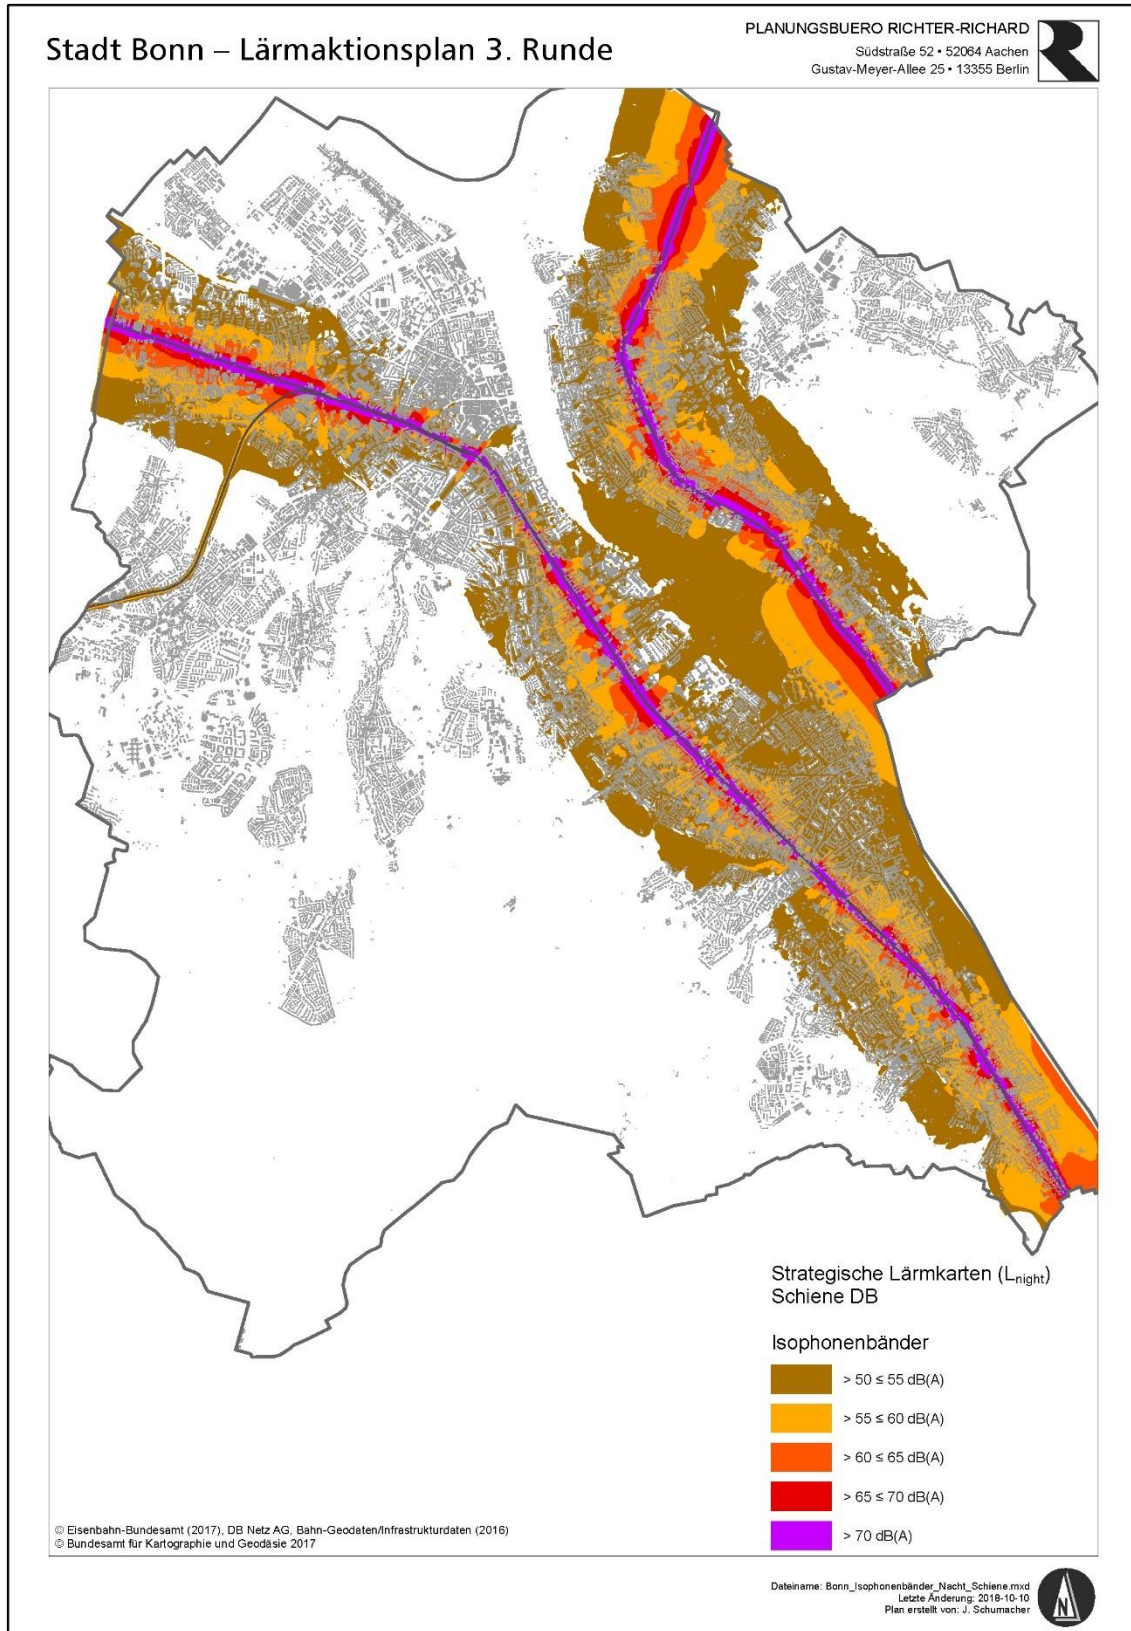 Stadt Bonn – Lärmaktionsplan 3. Runde
PLANUNGSBUERO RICHTER-RICHARD
Südstraße 52 • 52064 Aachen
Gustav-Meyer-Allee 25 • 13355 Berlin
Strategische Lärmkarten (Lnight)
Schiene DB
Isophonenbänder
> 50 ≤ 55 dB(A)
> 55 ≤ 60 dB(A)
> 60 ≤ 65 dB(A)
> 65 ≤ 70 dB(A)
> 70 dB(A)
© Eisenbahn-Bundesamt (2017), DB Netz AG, Bahn-Geodaten/Infrastrukturdaten (2016)
© Bundesamt für Kartographie und Geodäsie 2017
Dateiname: Bonn_Isophonenbänder_Nacht_Schiene.mxd
Letzte Änderung: 2018-10-10
Plan erstellt von: J. Schumacher
N